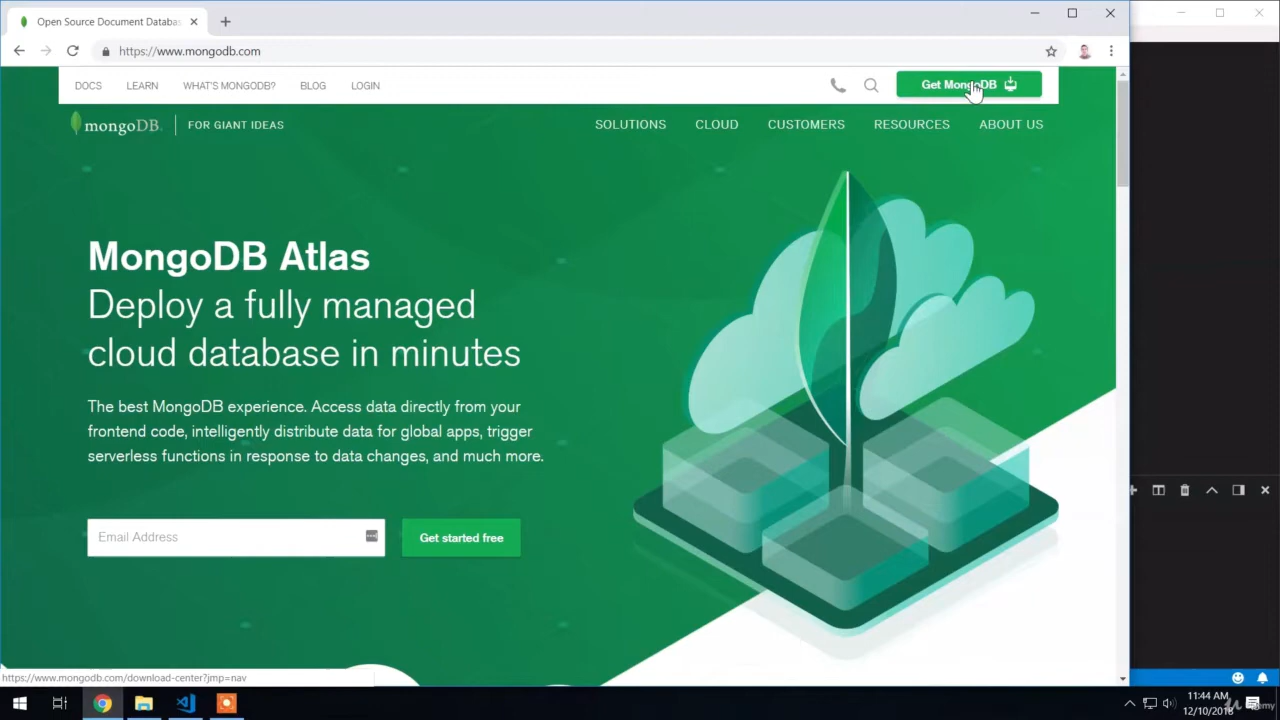 Open Source Document Databas
https://www.mongodb.com
DOCS LEARN WHAT'S MONGODB? BLOG LOGIN Get MongoDB
mongoDB. FOR GIANT IDEAS SOLUTIONS CLOUD CUSTOMERS RESOURCES ABOUT US
MongoDB Atlas
Deploy a fully managed
cloud database in minutes
The best MongoDB experience. Access data directly from your
frontend code, intelligently distribute data for global apps, trigger
serverless functions in response to data changes, and much more.
Email Address Get started free
https://www.mongodb.com/download-center?jmp=nav
11:44 AM